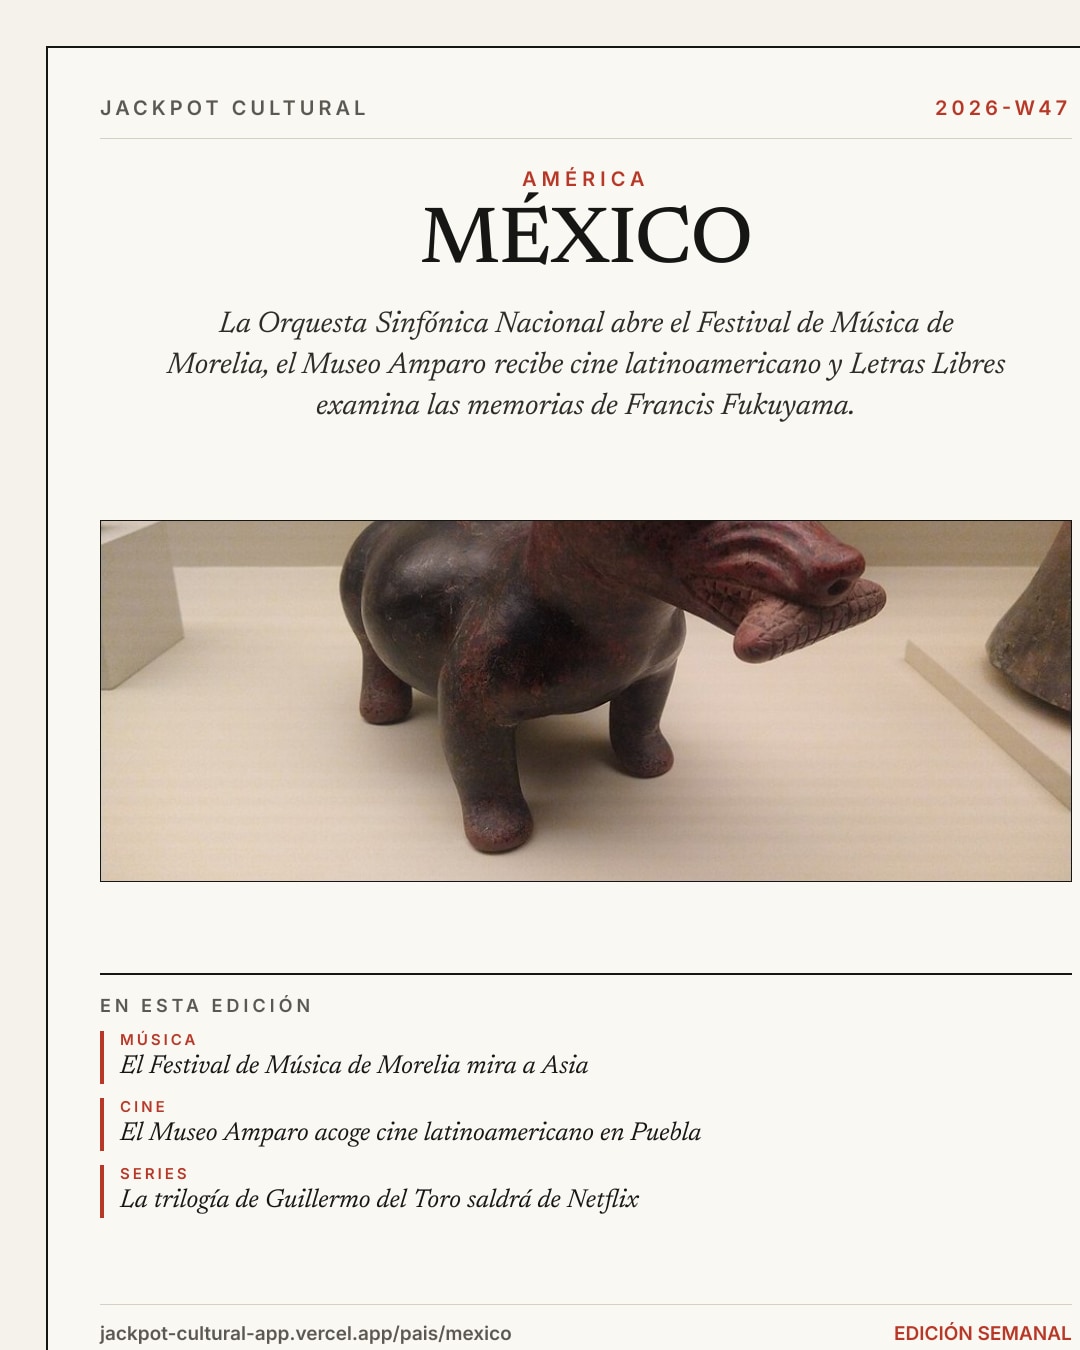 JACKPOT CULTURAL
2026-W47
AMÉRICA
MÉXICO
La Orquesta Sinfónica Nacional abre el Festival de Música de
Morelia, el Museo Amparo recibe cine latinoamericano y Letras Libres
examina las memorias de Francis Fukuyama.
EN ESTA EDICIÓN
MÚSICA
El Festival de Música de Morelia mira a Asia
CINE
El Museo Amparo acoge cine latinoamericano en Puebla
SERIES
La trilogía de Guillermo del Toro saldrá de Netflix
jackpot-cultural-app.vercel.app/pais/mexico
EDICIÓN SEMANAL